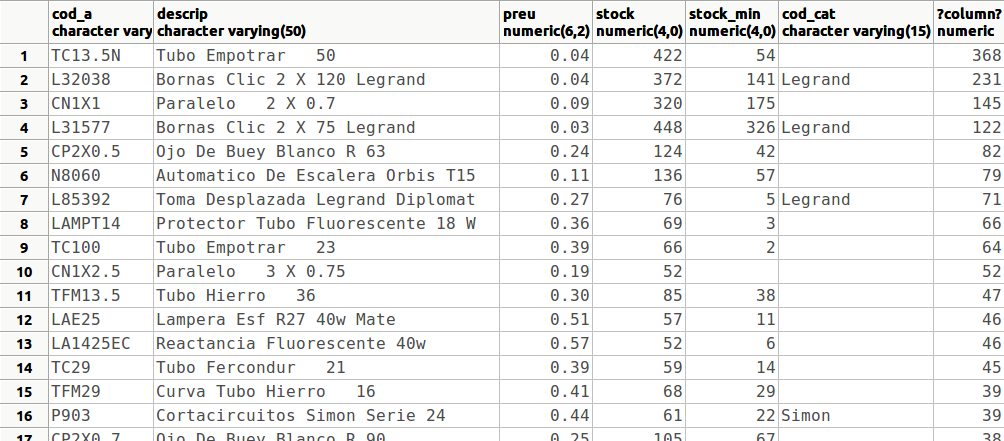 cod_a descrip preu stock stock_min cod_cat ?column?
character vary character varying(50) numeric(6,2) numeric(4,0) numeric(4,0) character varying(15) numeric
1 TC13.5N Tubo Empotrar 50 0.04 422 54 368
2 L32038 Bornas Clic 2 X 120 Legrand 0.04 372 141 Legrand 231
3 CN1X1 Paralelo 2 X 0.7 0.09 320 175 145
4 L31577 Bornas Clic 2 X 75 Legrand 0.03 448 326 Legrand 122
5 CP2X0.5 Ojo De Buey Blanco R 63 0.24 124 42 82
6 N8060 Automatico De Escalera Orbis T15 0.11 136 57 79
7 L85392 Toma Desplazada Legrand Diplomat 0.27 76 5 Legrand 71
8 LAMPT14 Protector Tubo Fluorescente 18 W 0.36 69 3 66
9 TC100 Tubo Empotrar 23 0.39 66 2 64
10 CN1X2.5 Paralelo 3 X 0.75 0.19 52 52
11 TFM13.5 Tubo Hierro 36 0.30 85 38 47
12 LAE25 Lampera Esf R27 40w Mate 0.51 57 11 46
13 LA1425EC Reactancia Fluorescente 40w 0.57 52 6 46
14 TC29 Tubo Fercondur 21 0.39 59 14 45
15 TFM29 Curva Tubo Hierro 16 0.41 68 29 39
16 P903 Cortacircuitos Simon Serie 24 0.44 61 22 Simon 39
17 CP2X0.7 Ojo De Buey Blanco R 90 0.25 105 67 38